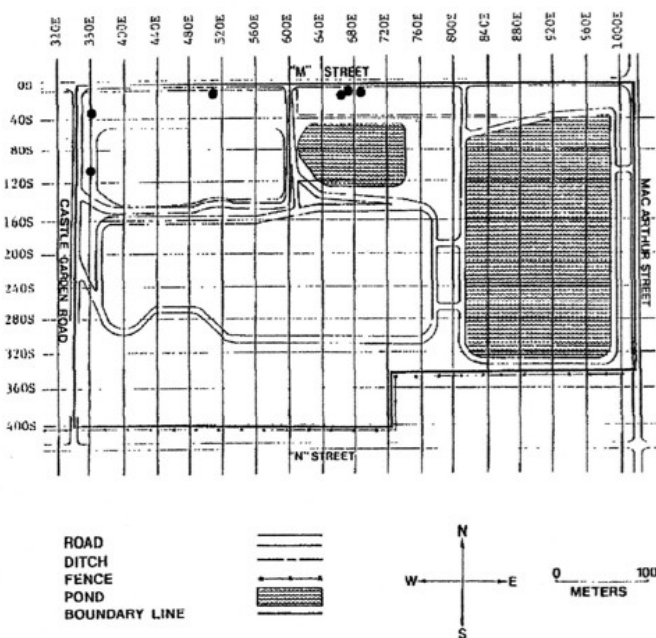 320E 360E 400E 440E 480E 520E 560E 600E 640E 680E 720E 760E 800E 840E 880E 920E 960E 1000E
"M" STREET
0S
40S
80S
120S
160S
200S
240S
280S
320S
360S
400S
CASTLE GARDEN ROAD
MAC ARTHUR STREET
"N" STREET
ROAD
DITCH
FENCE
POND
BOUNDARY LINE
N
W E
S
0 100
METERS